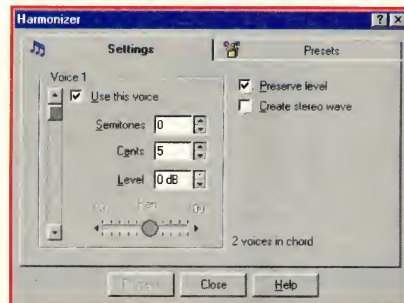 Harmonizer
Settings
Presets
Voice 1
Use this voice
Semitones 0
Cents 5
Level 0 dB
Pan
Preserve level
Create stereo wave
2 voices in chord
Close
Help